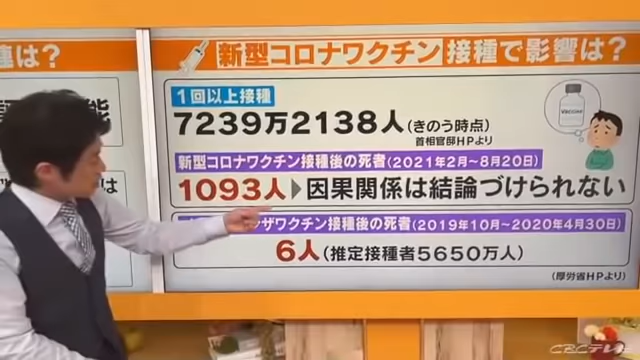 は?
新型コロナワクチン 接種で影響は?
能
は
1回以上接種
7239万2138人(きのう時点)
首相官邸HPより
VACCINE
新型コロナワクチン接種後の死者(2021年2月〜8月20日)
1093人▶因果関係は結論づけられない
ザワクチン接種後の死者(2019年10月〜2020年4月30日)
6人(推定接種者5650万人)
(厚労省HPより)
CBCテレビ